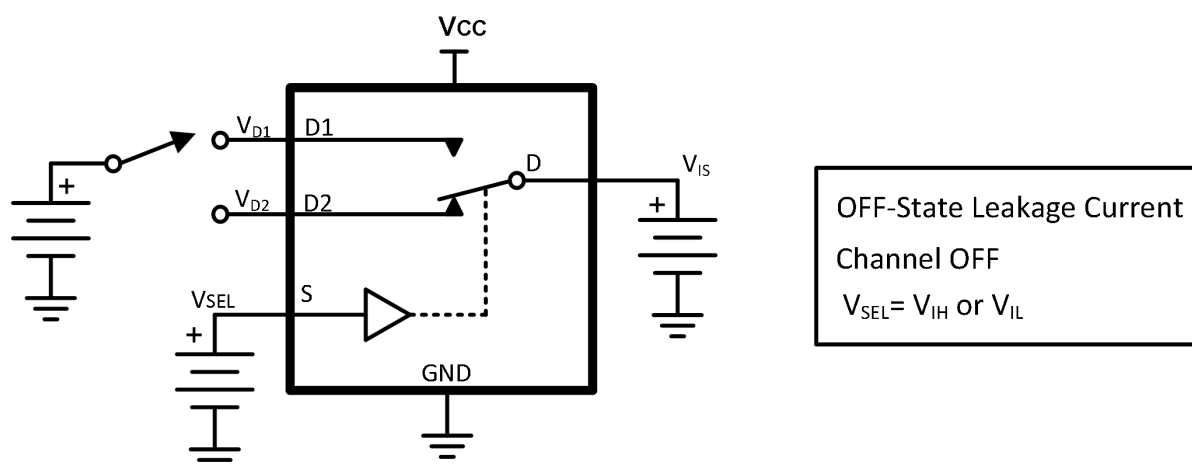 Vcc
VD1
D1
D
VIS
+
VD2
D2
+
VSEL
S
+
GND
OFF-State Leakage Current
Channel OFF
VSEL= VIH or VIL